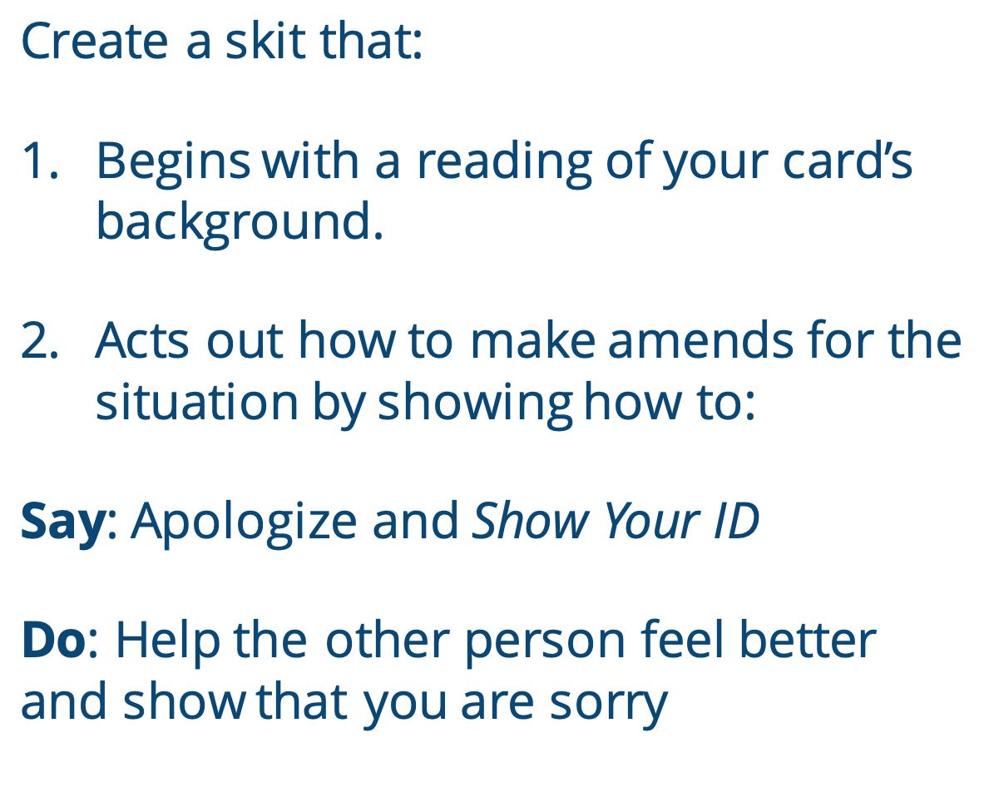 Create a skit that:
1. Begins with a reading of your card’s
background.
2. Acts out how to make amends for the
situation by showing how to:
Say: Apologize and Show Your ID
Do: Help the other person feel better
and show that you are sorry